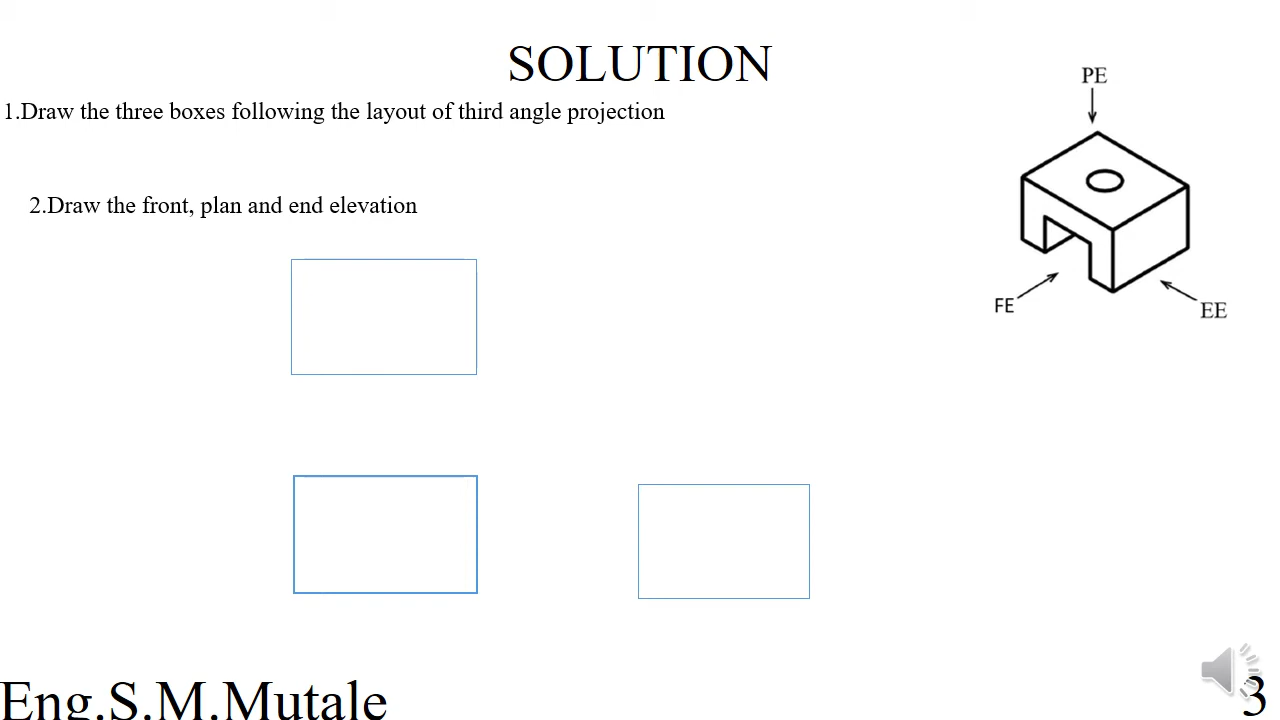 SOLUTION
PE
1.Draw the three boxes following the layout of third angle projection
2.Draw the front, plan and end elevation
FE
EE
Eng.S.M.Mutale
3